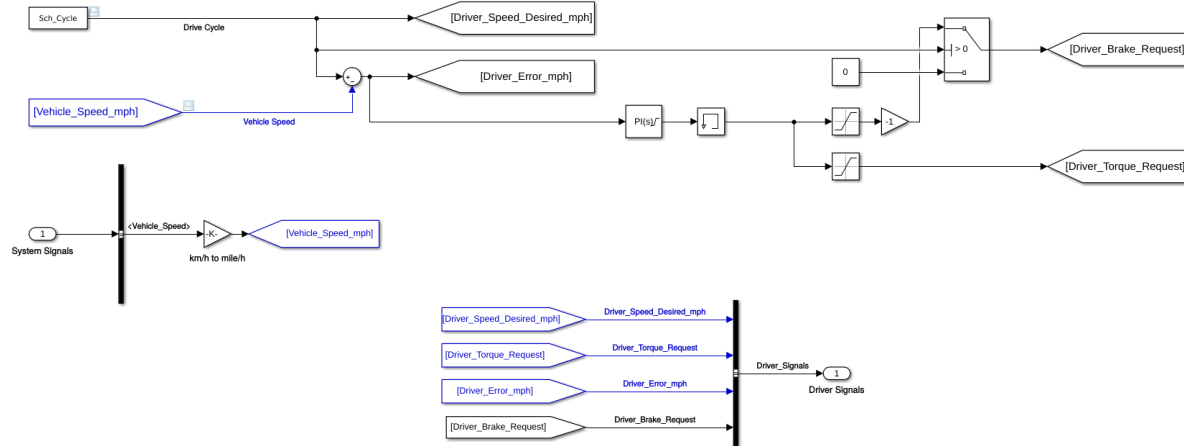 Sch_Cycle
Drive Cycle
[Driver_Speed_Desired_mph]
[Driver_Error_mph]
+
-
[Vehicle_Speed_mph]
Vehicle Speed
PI(s)
0
> 0
-1
[Driver_Brake_Request]
[Driver_Torque_Request]
1
System Signals
<Vehicle_Speed>
-K-
km/h to mile/h
[Vehicle_Speed_mph]
[Driver_Speed_Desired_mph]
Driver_Speed_Desired_mph
[Driver_Torque_Request]
Driver_Torque_Request
[Driver_Error_mph]
Driver_Error_mph
[Driver_Brake_Request]
Driver_Brake_Request
Driver_Signals
1
Driver Signals